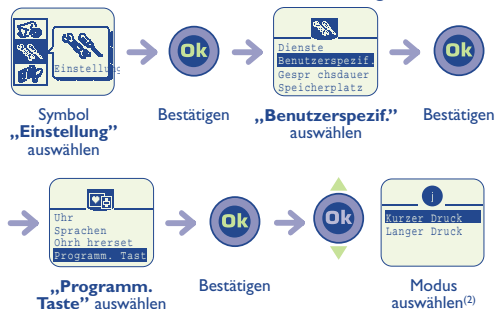 Einstellung
Ok
Dienste
Benutzerspezif.
Gespr chsdauer
Speicherplatz
Ok
Symbol
„Einstellung”
auswählen
Bestätigen
„Benutzerspezif.”
auswählen
Bestätigen
Uhr
Sprachen
Ohrh hrerset
Programm. Tast
Ok
Ok
j
Kurzer Druck
Langer Druck
„Programm.
Taste” auswählen
Bestätigen
Modus
auswählen(2)